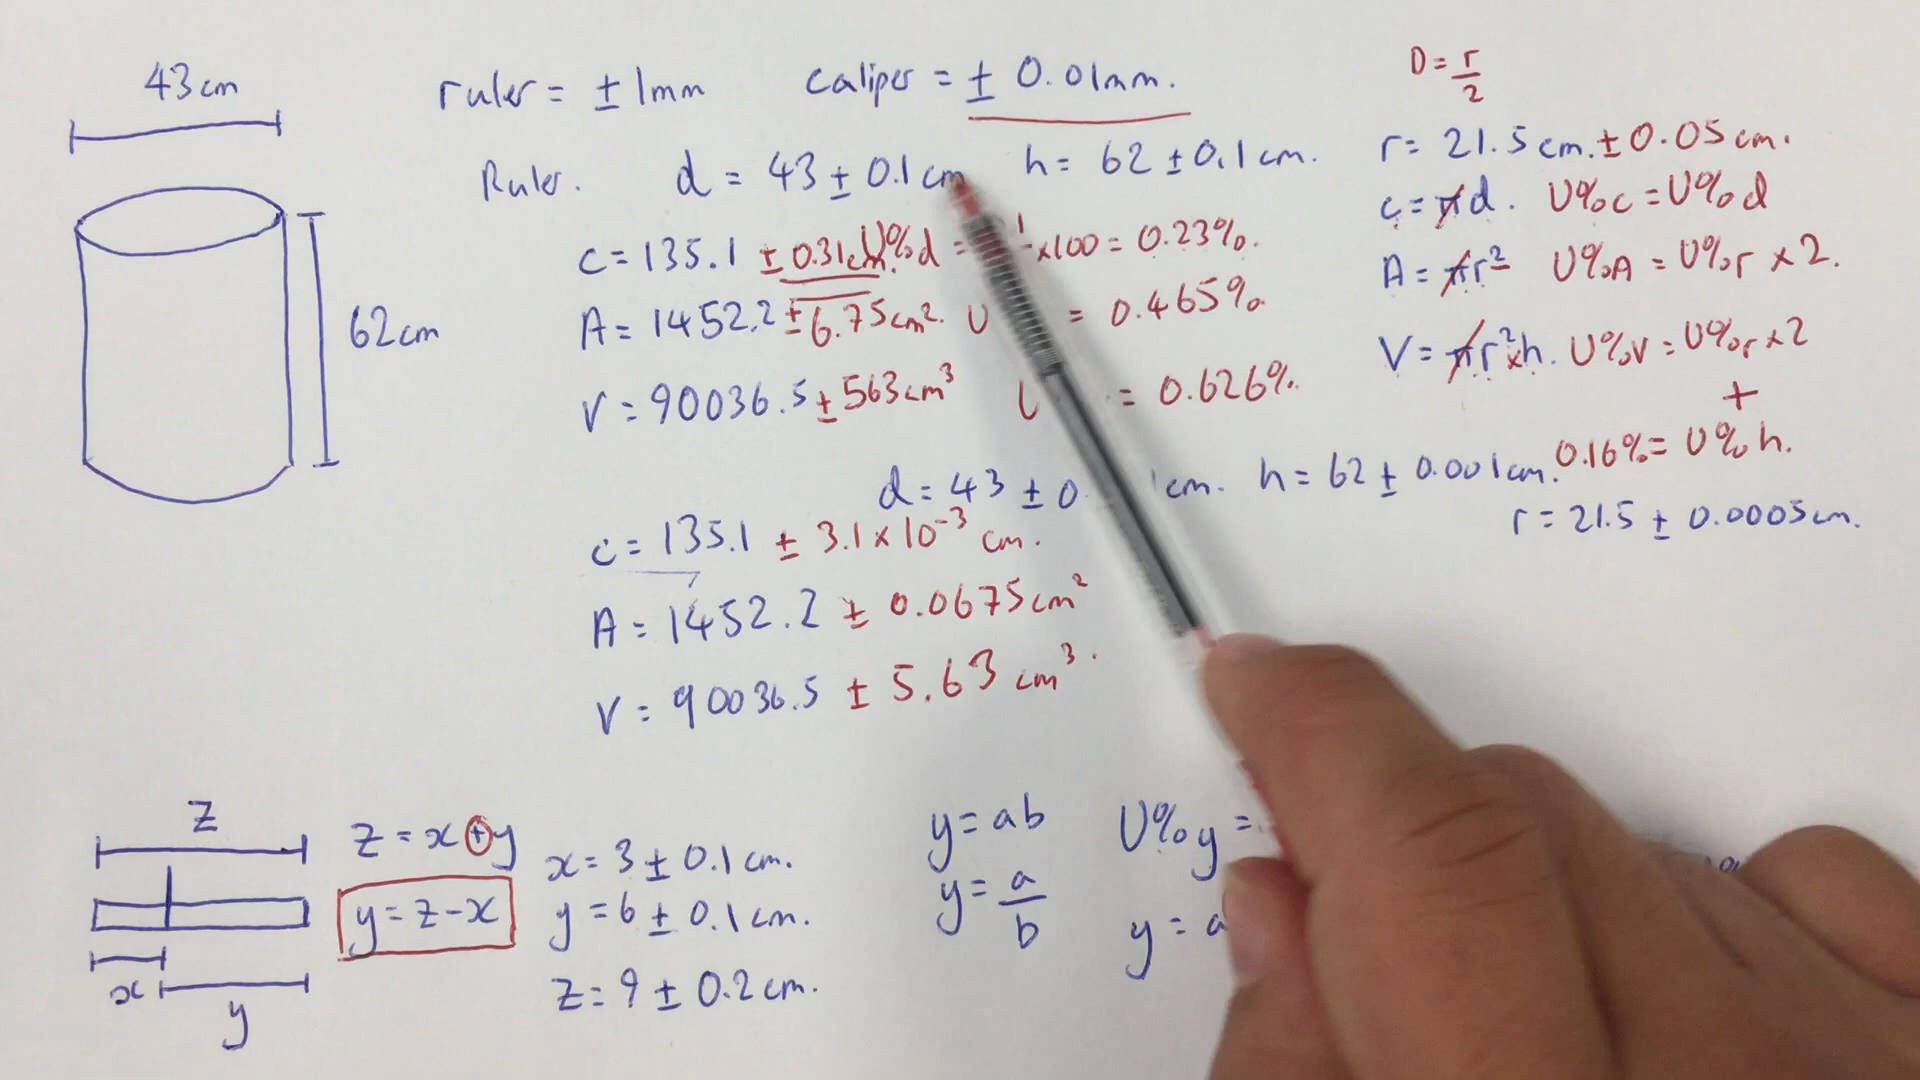 43cm
ruler = ± 1mm caliper = ± 0.01mm.
D = r/2
Ruler. d = 43 ± 0.1 cm h = 62 ± 0.1 cm. r = 21.5 cm. ± 0.05 cm.
c = πd. U%c = U%d
c = 135.1 ± 0.31cm. U%d = ×100 = 0.23%.
A = πr² U%A = U%r × 2.
62cm
A = 1452.2 ± 6.75cm². U = 0.465%
V = πr²×h. U%V = U%r × 2
+
V = 90036.5 ± 563cm³ = 0.626%.
0.16% = U%h.
d = 43 ± 0 1cm. h = 62 ± 0.001cm.
r = 21.5 ± 0.0005cm.
c = 135.1 ± 3.1 × 10⁻³ cm.
A = 1452.2 ± 0.0675cm²
V = 90036.5 ± 5.63 cm³.
z
z = x + y
x = 3 ± 0.1 cm.
y = z - x
y = 6 ± 0.1 cm.
z = 9 ± 0.2 cm.
x
y
y = ab U%y =
y = a/b y = a